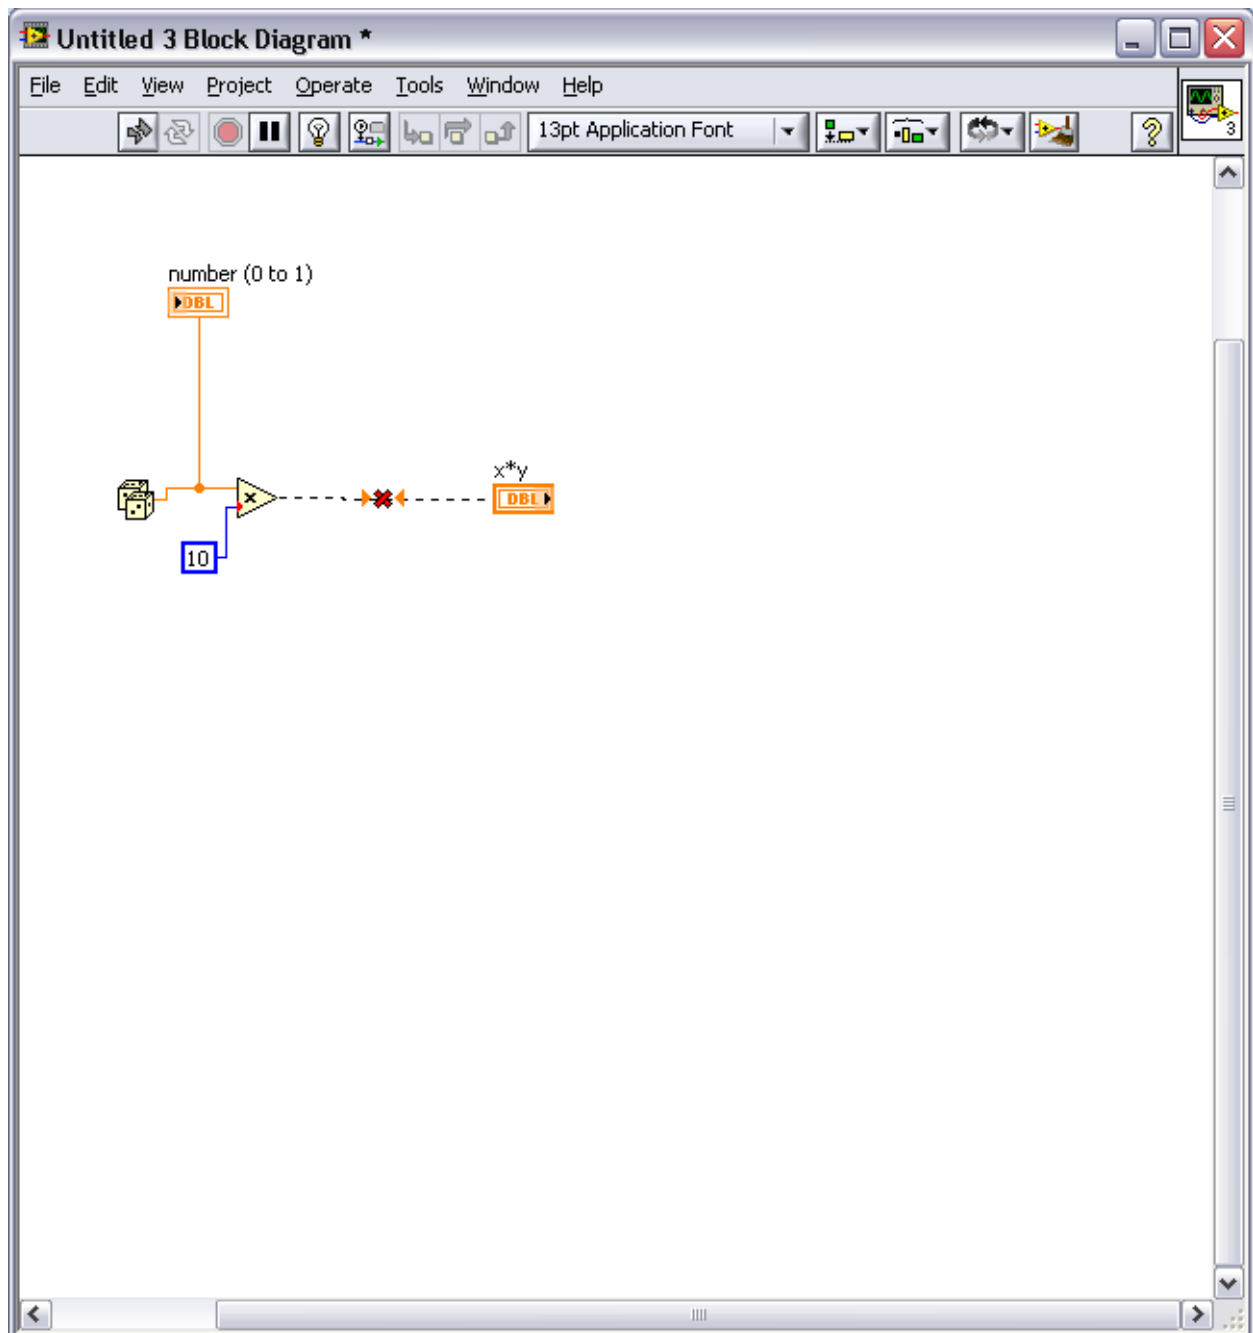 Untitled 3 Block Diagram *
File Edit View Project Operate Tools Window Help
13pt Application Font
3
number (0 to 1)
DBL
x*y
DBL
10